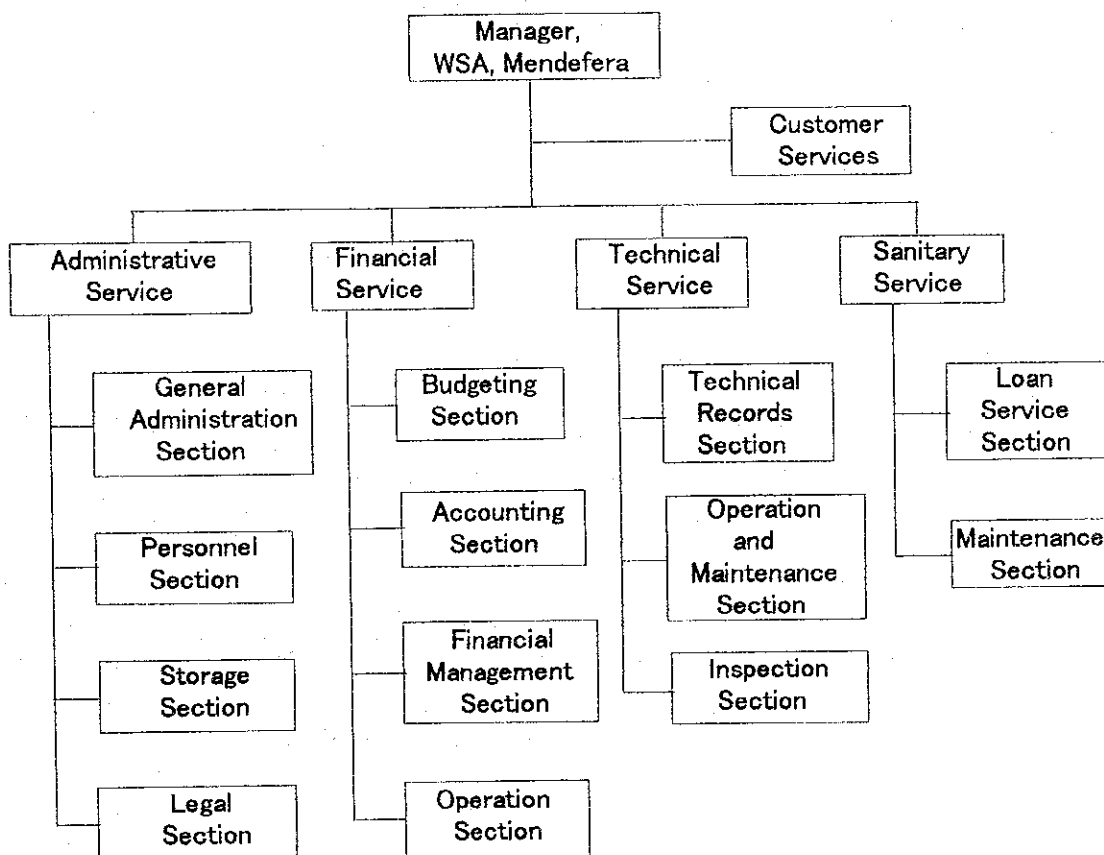 Manager,
WSA, Mendefera
Customer
Services
Administrative
Service
Financial
Service
Technical
Service
Sanitary
Service
General
Administration
Section
Personnel
Section
Storage
Section
Legal
Section
Budgeting
Section
Accounting
Section
Financial
Management
Section
Operation
Section
Technical
Records
Section
Operation
and
Maintenance
Section
Inspection
Section
Loan
Service
Section
Maintenance
Section